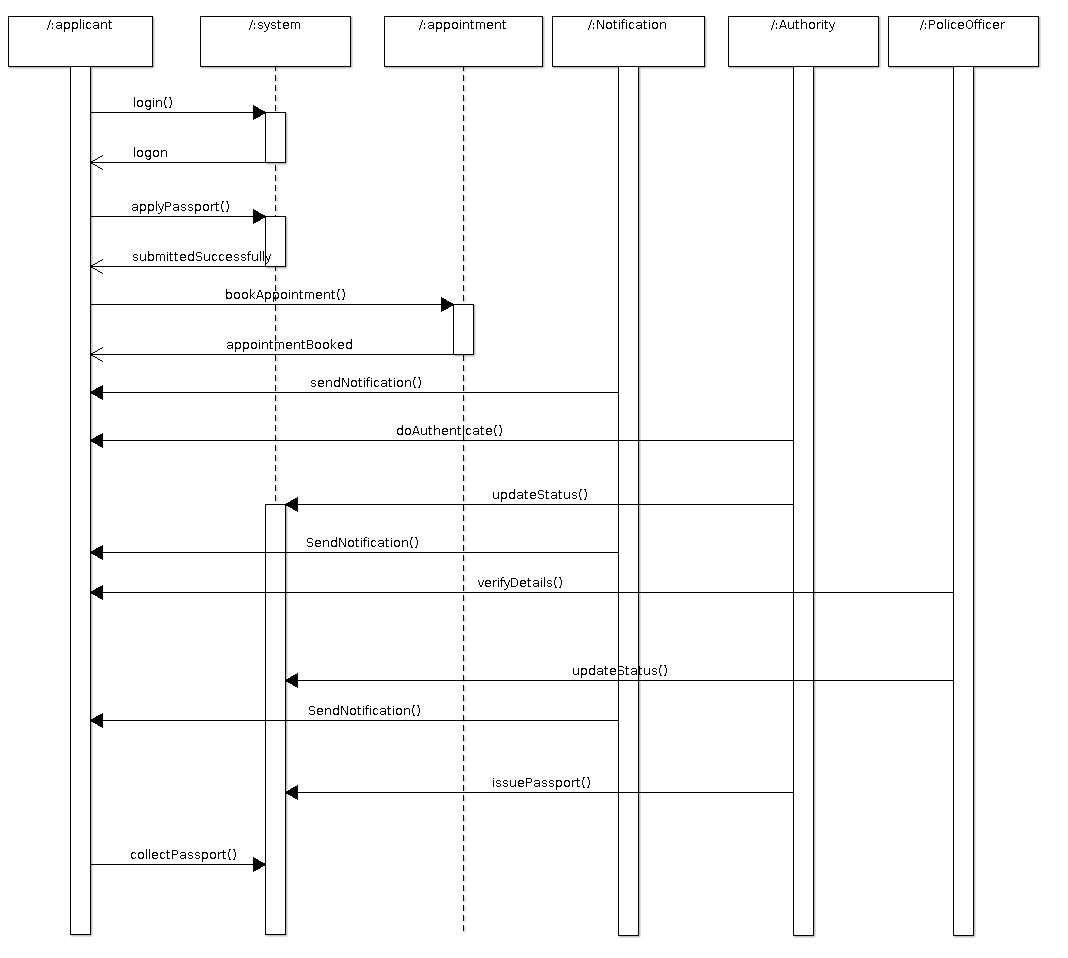 /:applicant
/:system
/:appointment
/:Notification
/:Authority
/:PoliceOfficer
login()
logon
applyPassport()
submittedSuccessfully
bookAppointment()
appointmentBooked
sendNotification()
doAuthenticate()
updateStatus()
SendNotification()
verifyDetails()
updateStatus()
SendNotification()
issuePassport()
collectPassport()